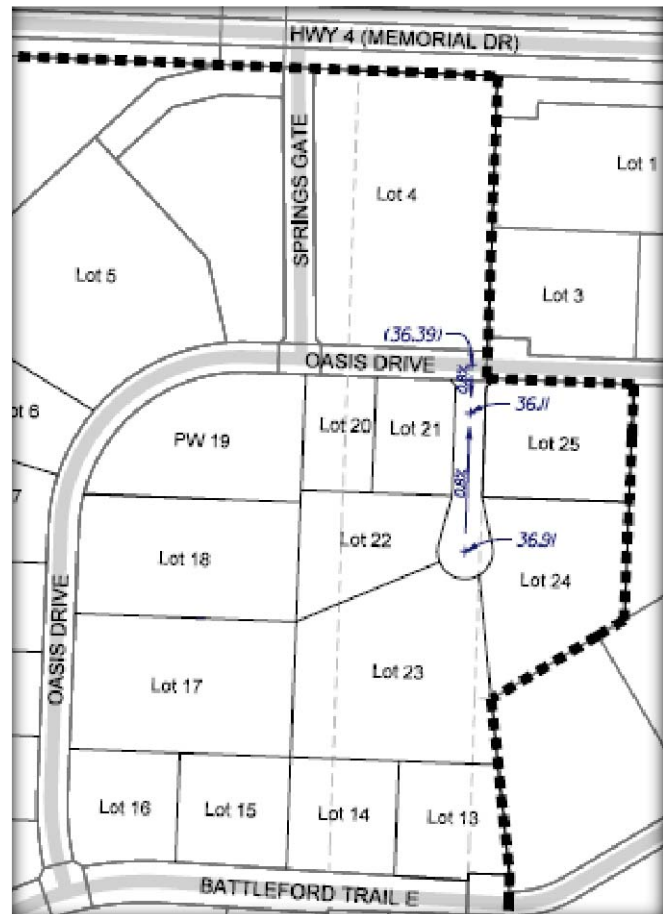 HWY 4 (MEMORIAL DR)
SPRINGS GATE
Lot 4
Lot 1
Lot 5
Lot 3
(36.39)
OASIS DRIVE
0.8%
36.11
Lot 20
Lot 21
Lot 25
PW 19
ot 6
7
0.8%
36.91
Lot 22
Lot 18
Lot 24
OASIS DRIVE
Lot 23
Lot 17
Lot 16
Lot 15
Lot 14
Lot 13
BATTLEFORD TRAIL E